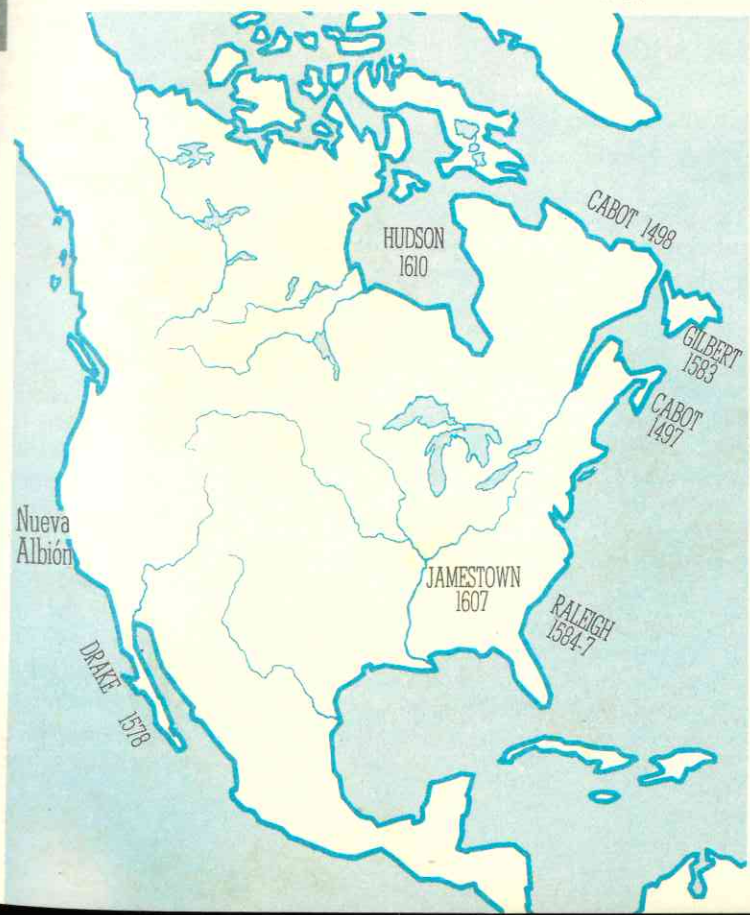 CABOT 1498
HUDSON
1610
GILBERT
1583
CABOT
1497
Nueva
Albión
JAMESTOWN
1607
RALEIGH
1584-7
DRAKE 1578